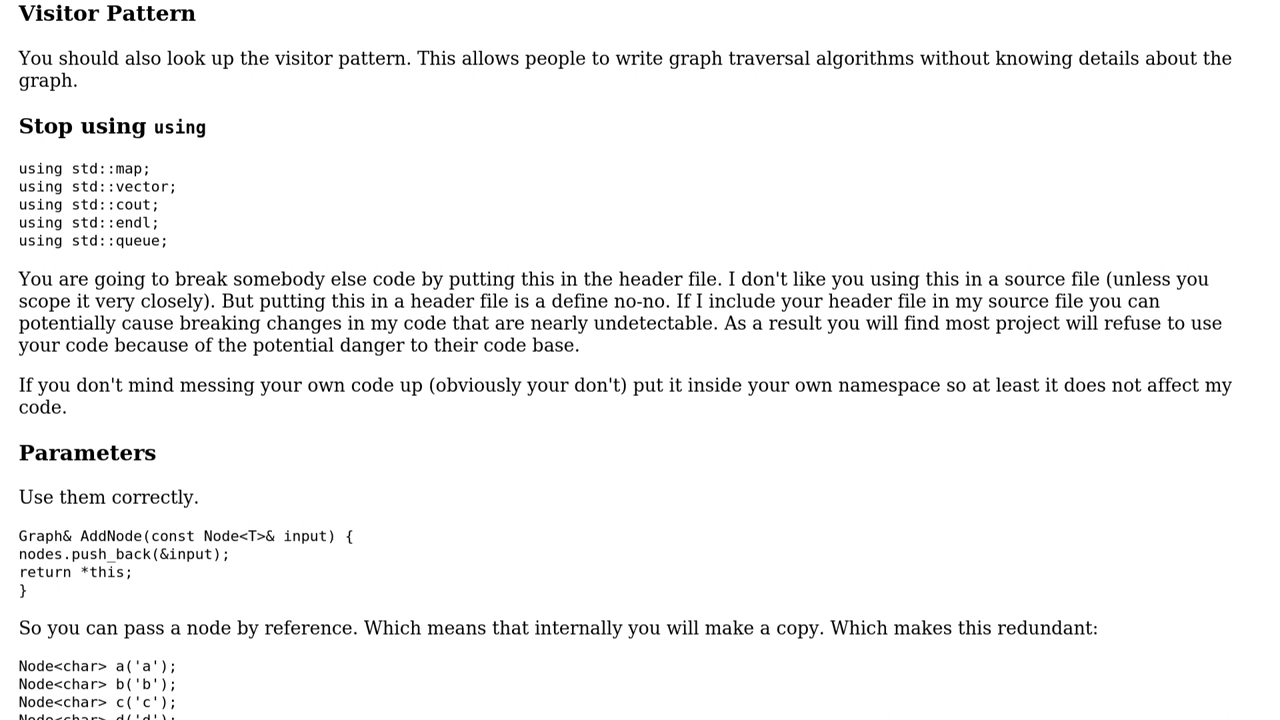 Visitor Pattern
You should also look up the visitor pattern. This allows people to write graph traversal algorithms without knowing details about the
graph.
Stop using using
using std::map;
using std::vector;
using std::cout;
using std::endl;
using std::queue;
You are going to break somebody else code by putting this in the header file. I don't like you using this in a source file (unless you
scope it very closely). But putting this in a header file is a define no-no. If I include your header file in my source file you can
potentially cause breaking changes in my code that are nearly undetectable. As a result you will find most project will refuse to use
your code because of the potential danger to their code base.
If you don't mind messing your own code up (obviously your don't) put it inside your own namespace so at least it does not affect my
code.
Parameters
Use them correctly.
Graph& AddNode(const Node<T>& input) {
nodes.push_back(&input);
return *this;
}
So you can pass a node by reference. Which means that internally you will make a copy. Which makes this redundant:
Node<char> a('a');
Node<char> b('b');
Node<char> c('c');
Node<char> d('d');